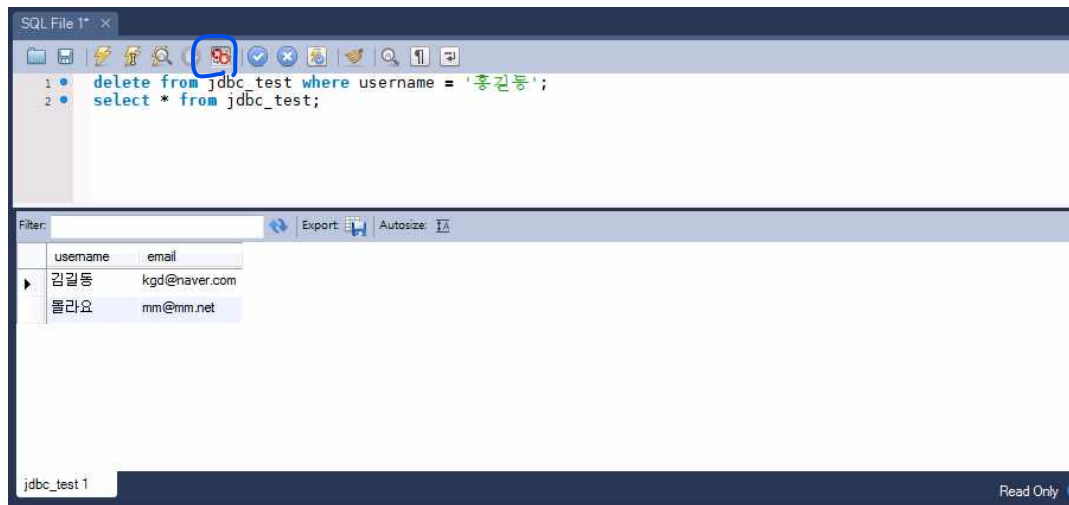 SQL File 1* ×
1 delete from jdbc_test where username = '홍길동';
2 select * from jdbc_test;
Filter: Export: Autosize:
username email
김길동 kgd@naver.com
몰라요 mm@mm.net
jdbc_test 1
Read Only